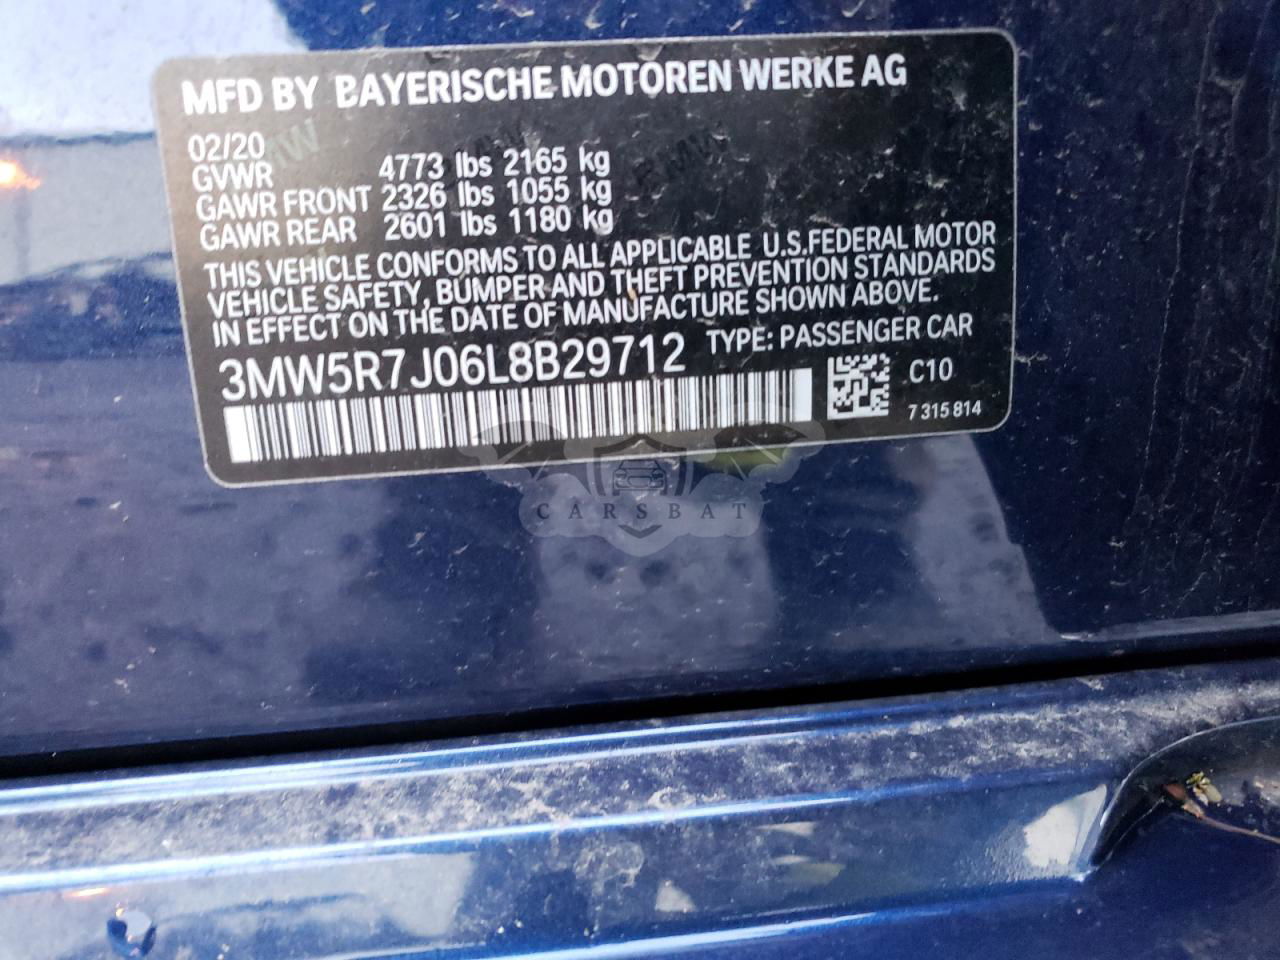 MFD BY BAYERISCHE MOTOREN WERKE AG
02/20
GVWR 4773 lbs 2165 kg
GAWR FRONT 2326 lbs 1055 kg
GAWR REAR 2601 lbs 1180 kg
THIS VEHICLE CONFORMS TO ALL APPLICABLE U.S.FEDERAL MOTOR
VEHICLE SAFETY, BUMPER AND THEFT PREVENTION STANDARDS
IN EFFECT ON THE DATE OF MANUFACTURE SHOWN ABOVE.
3MW5R7J06L8B29712 TYPE: PASSENGER CAR
C10
7 315 814
CARSBAT